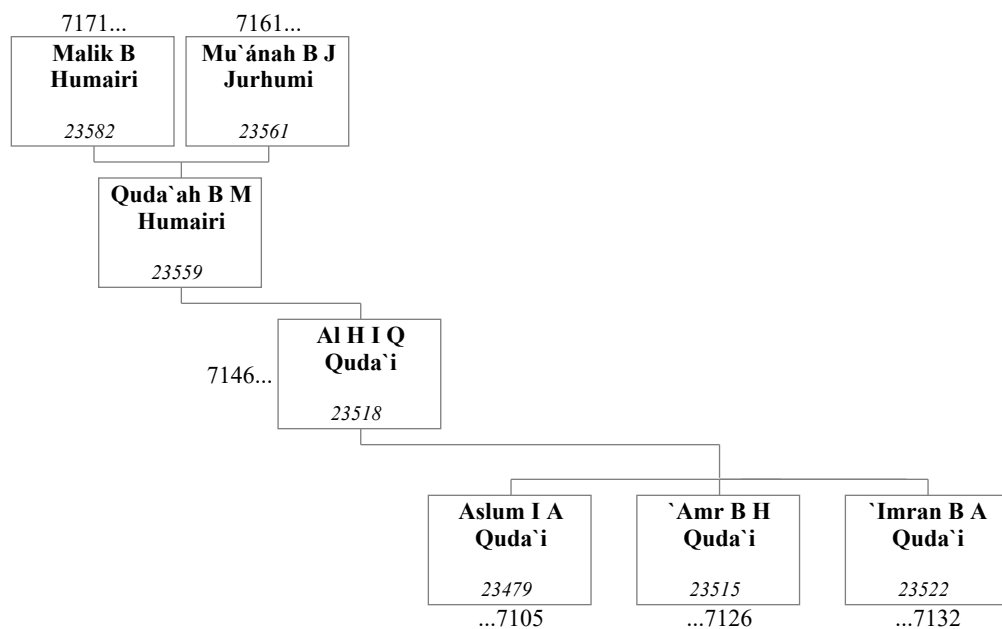 7171...
7161...
Malik B
Humairi
23582
Mu`ánah B J
Jurhumi
23561
Quda`ah B M
Humairi
23559
Al H I Q
Quda`i
23518
7146...
Aslum I A
Quda`i
23479
`Amr B H
Quda`i
23515
`Imran B A
Quda`i
23522
...7105
...7126
...7132